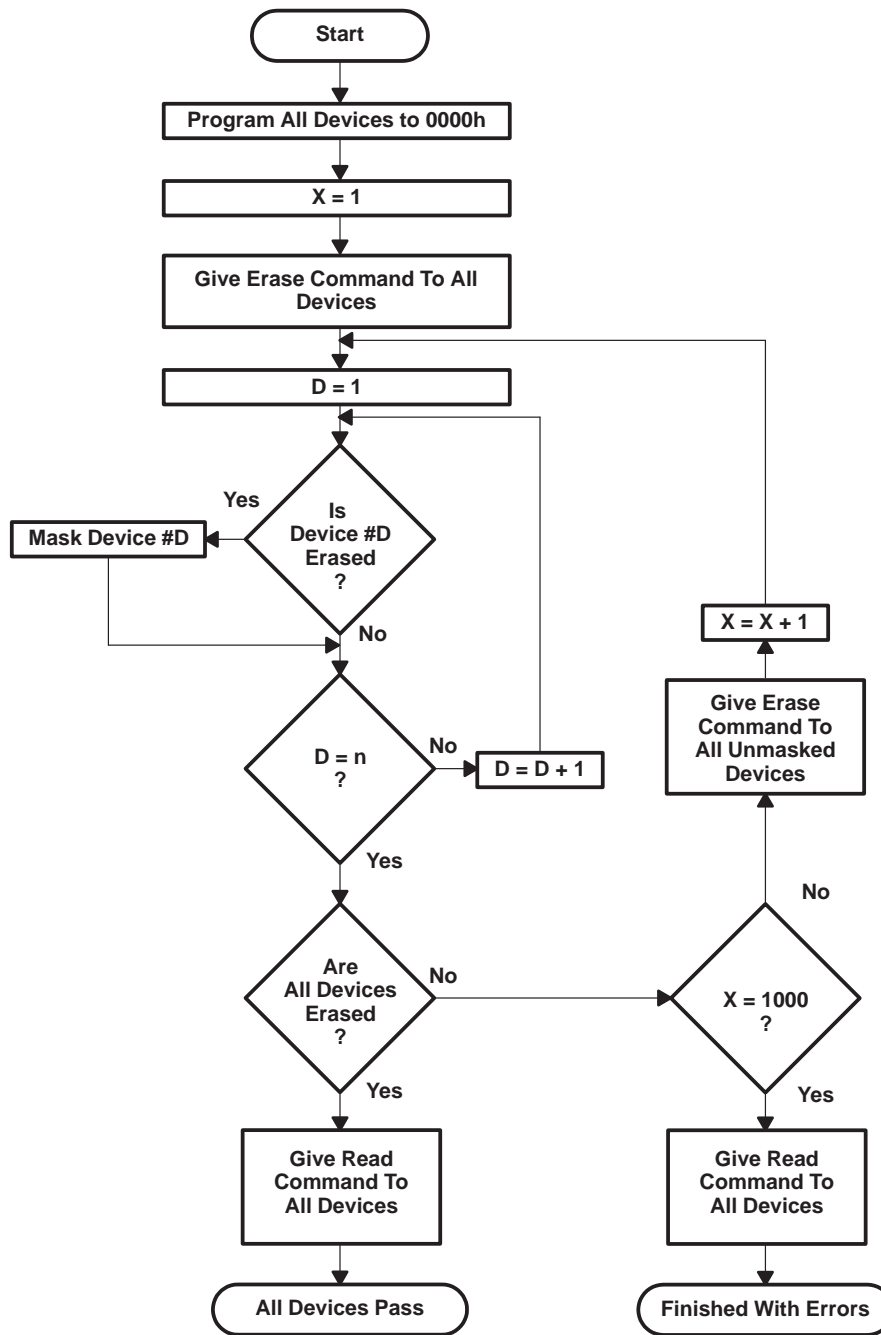 Start
Program All Devices to 0000h
X = 1
Give Erase Command To All
Devices
D = 1
Yes
Is
Device #D
Erased
?
Mask Device #D
No
X = X + 1
Give Erase
Command To
All Unmasked
Devices
D = n
?
No
D = D + 1
Yes
No
Are
All Devices
Erased
?
No
X = 1000
?
Yes
Yes
Give Read
Command To
All Devices
Give Read
Command To
All Devices
All Devices Pass
Finished With Errors